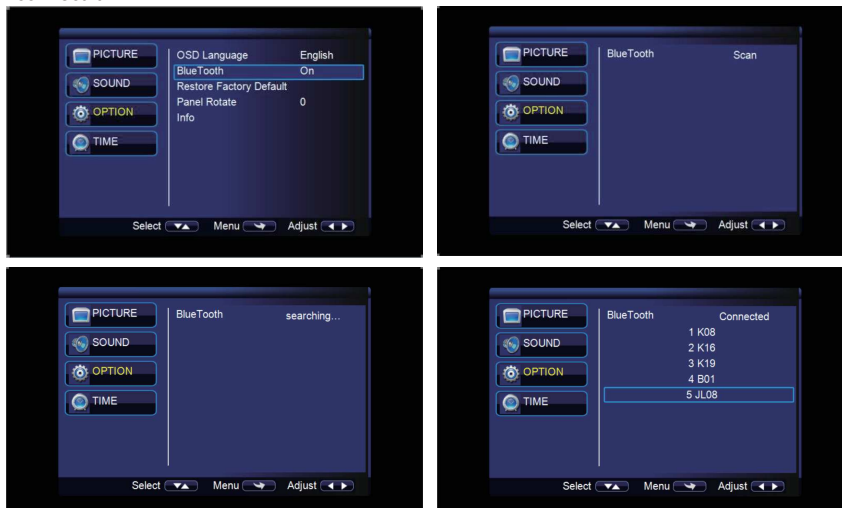 PICTURE
SOUND
OPTION
TIME
OSD Language English
BlueTooth On
Restore Factory Default
Panel Rotate 0
Info
Select Menu Adjust
PICTURE
SOUND
OPTION
TIME
BlueTooth Scan
Select Menu Adjust
PICTURE
SOUND
OPTION
TIME
BlueTooth searching...
Select Menu Adjust
PICTURE
SOUND
OPTION
TIME
BlueTooth Connected
1 K08
2 K16
3 K19
4 B01
5 JL08
Select Menu Adjust